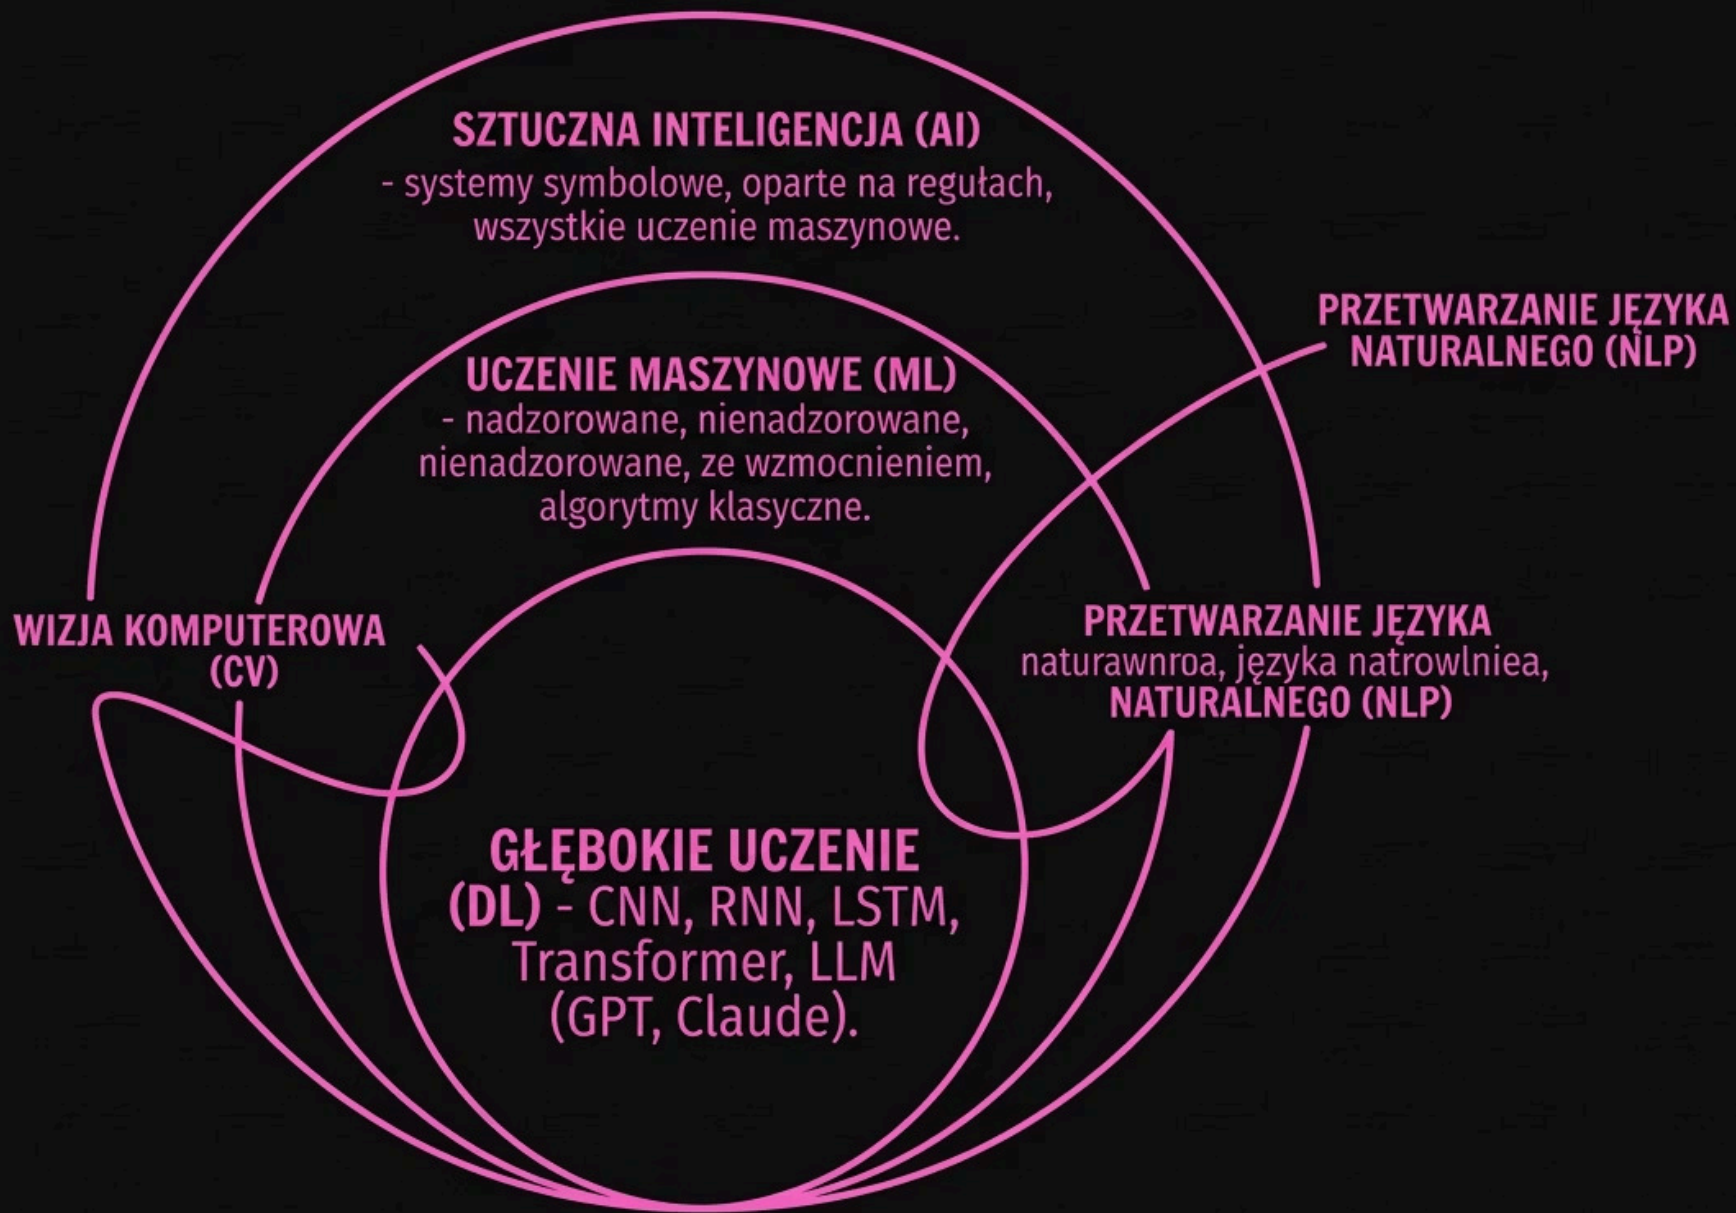 SZTUCZNA INTELIGENCJA (AI)
- systemy symbolowe, oparte na regułach,
wszystkie uczenie maszynowe.
UCZENIE MASZYNOWE (ML)
- nadzorowane, nienadzorowane,
nienadzorowane, ze wzmocnieniem,
algorytmy klasyczne.
PRZETWARZANIE JĘZYKA
NATURALNEGO (NLP)
WIZJA KOMPUTEROWA
(CV)
PRZETWARZANIE JĘZYKA
naturawnroa, języka natrowlniea,
NATURALNEGO (NLP)
GŁĘBOKIE UCZENIE
(DL) - CNN, RNN, LSTM,
Transformer, LLM
(GPT, Claude).